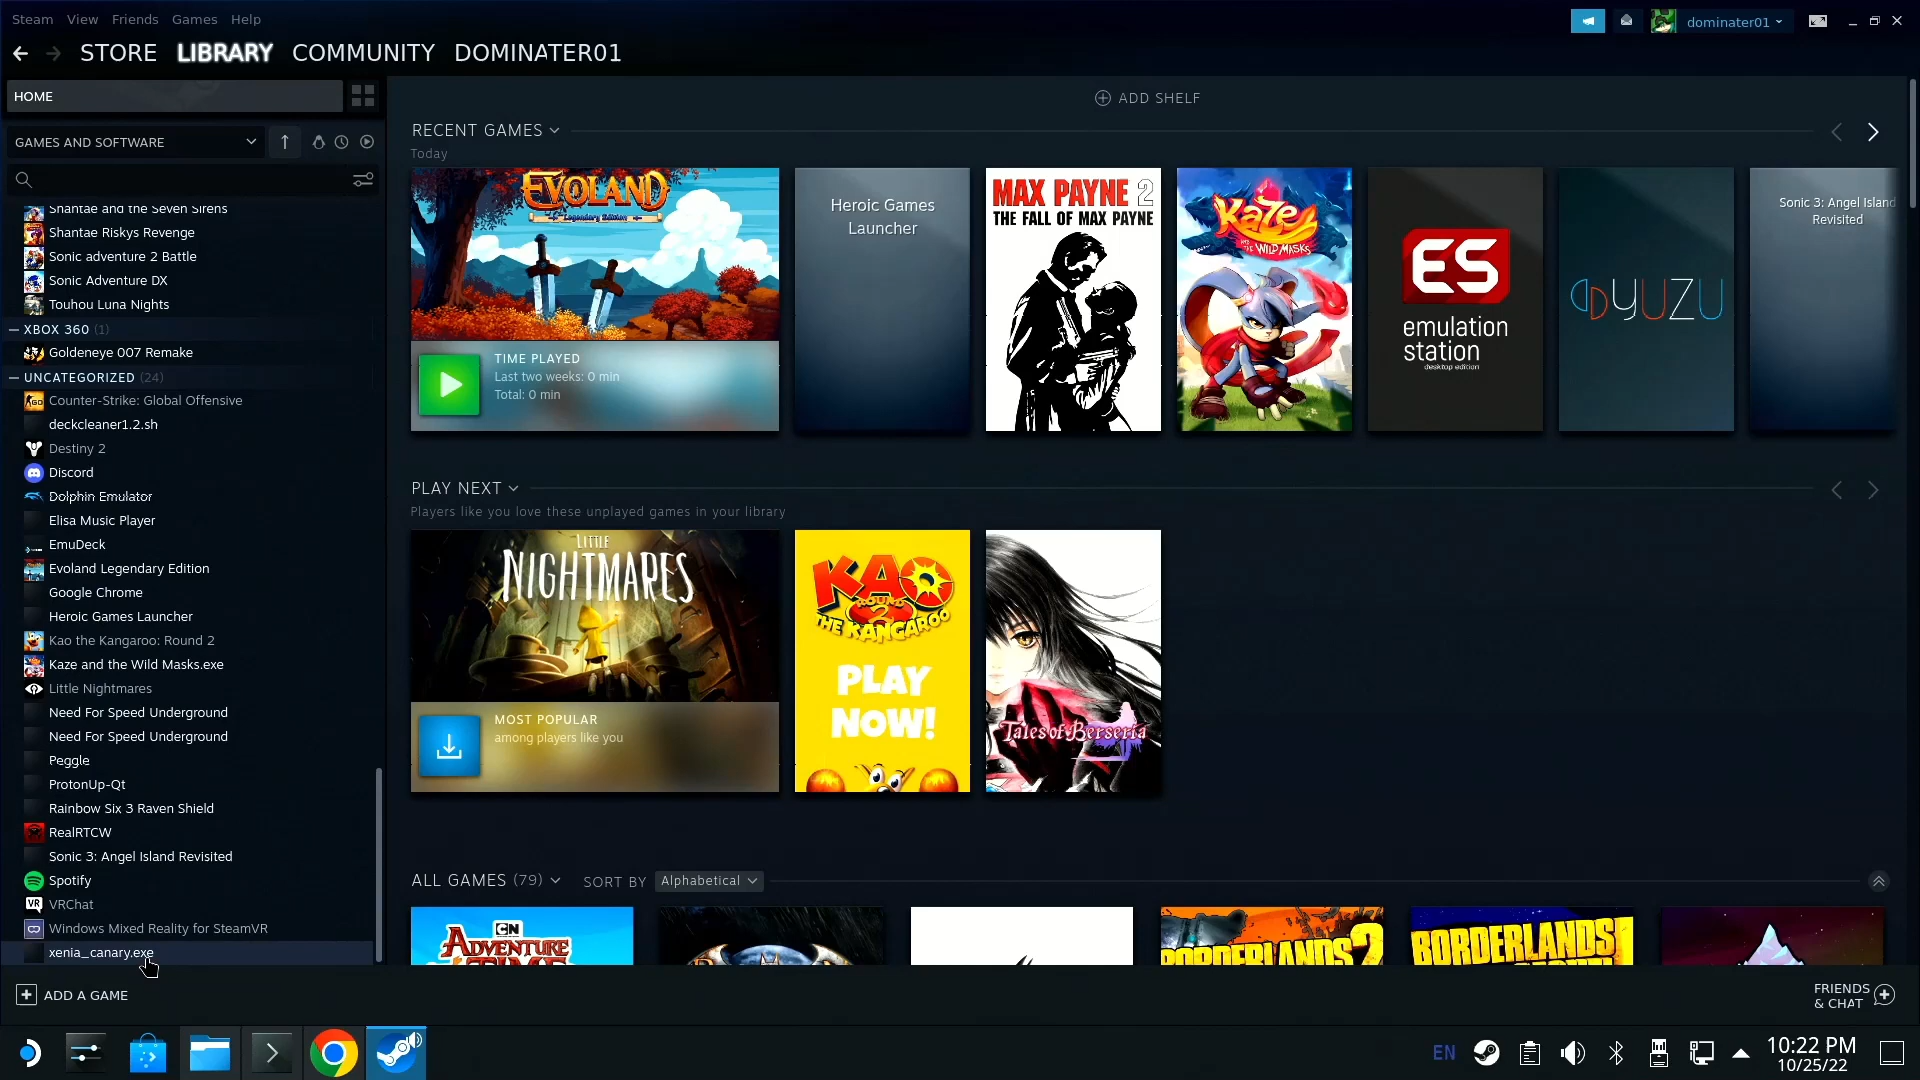 Steam View Friends Games Help
dominater01
STORE LIBRARY COMMUNITY DOMINATER01
HOME
ADD SHELF
GAMES AND SOFTWARE
RECENT GAMES
Today
Shantae and the Seven Sirens
Shantae Riskys Revenge
Sonic adventure 2 Battle
Sonic Adventure DX
Touhou Luna Nights
XBOX 360 (1)
Goldeneye 007 Remake
UNCATEGORIZED (24)
Counter-Strike: Global Offensive
deckcleaner1.2.sh
Destiny 2
Discord
Dolphin Emulator
Elisa Music Player
EmuDeck
Evoland Legendary Edition
Google Chrome
Heroic Games Launcher
Kao the Kangaroo: Round 2
Kaze and the Wild Masks.exe
Little Nightmares
Need For Speed Underground
Need For Speed Underground
Peggle
ProtonUp-Qt
Rainbow Six 3 Raven Shield
RealRTCW
Sonic 3: Angel Island Revisited
Spotify
VRChat
Windows Mixed Reality for SteamVR
xenia_canary.exe
ADD A GAME
EVOLAND
Legendary Edition
TIME PLAYED
Last two weeks: 0 min
Total: 0 min
Heroic Games
Launcher
MAX PAYNE 2
THE FALL OF MAX PAYNE
Kaze
AND THE WILD MASKS
ES
emulation
station
desktop edition
YUZU
Sonic 3: Angel Island
Revisited
PLAY NEXT
Players like you love these unplayed games in your library
LITTLE
NIGHTMARES
MOST POPULAR
among players like you
KAO
ROUND 2
THE KANGAROO
PLAY
NOW!
Tales of Berseria
ALL GAMES (79)
SORT BY Alphabetical
CN
ADVENTURE
TIME
BORDERLANDS 2
BORDERLANDS
FRIENDS
& CHAT
EN
10:22 PM
10/25/22